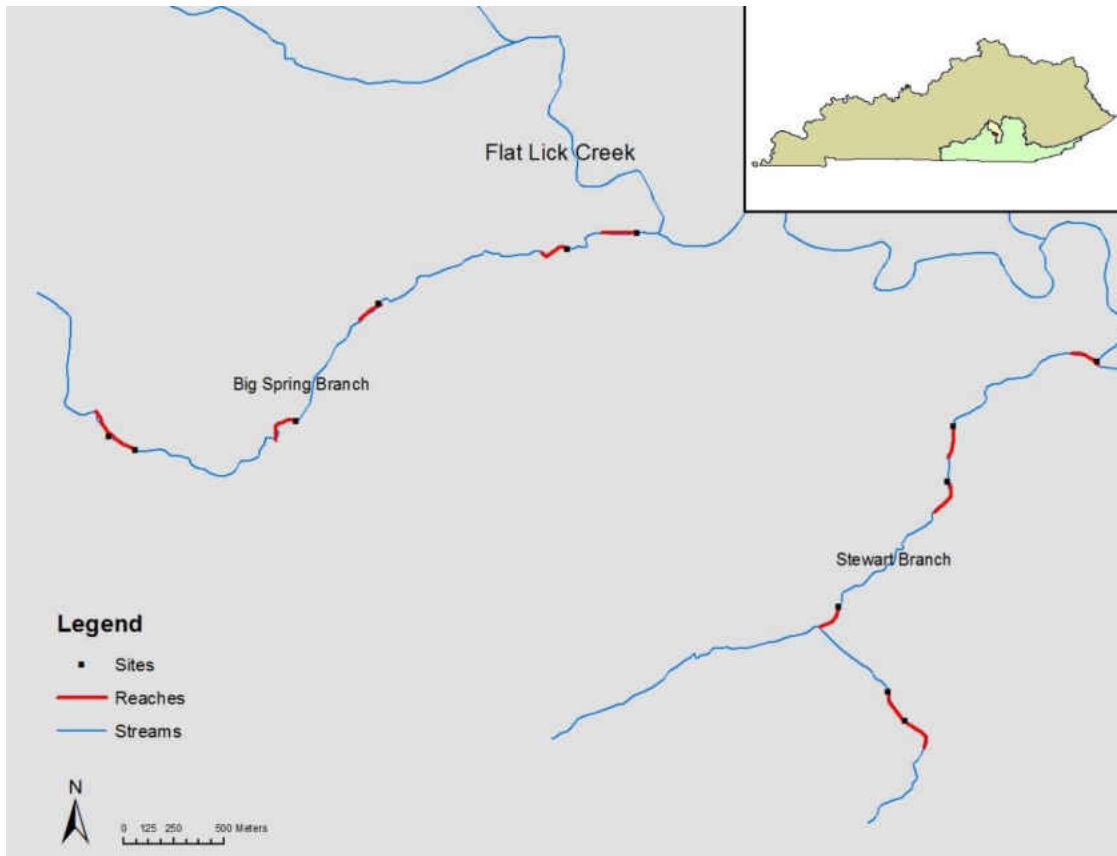 Flat Lick Creek
Big Spring Branch
Stewart Branch
Legend
Sites
Reaches
Streams
N
0 125 250 500 Meters